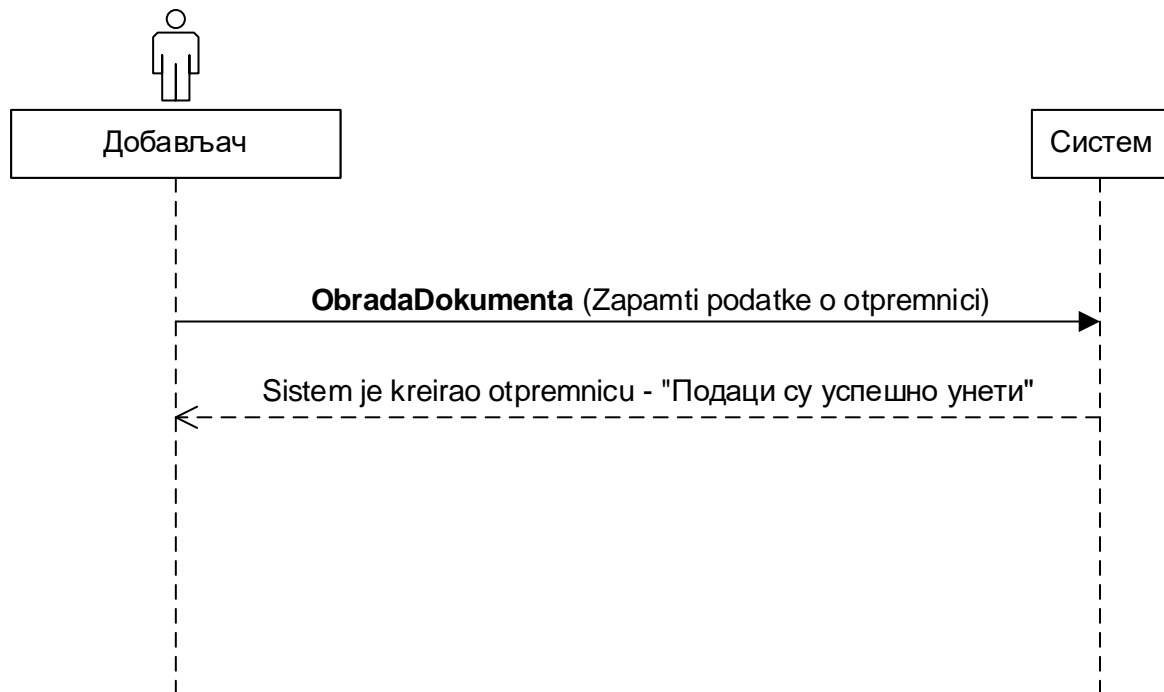 Добављач
Систем
ObradaDokumenta (Zapamti podatke o otpremnici)
Sistem je kreirao otpremnicu - "Подаци су успешно унети"